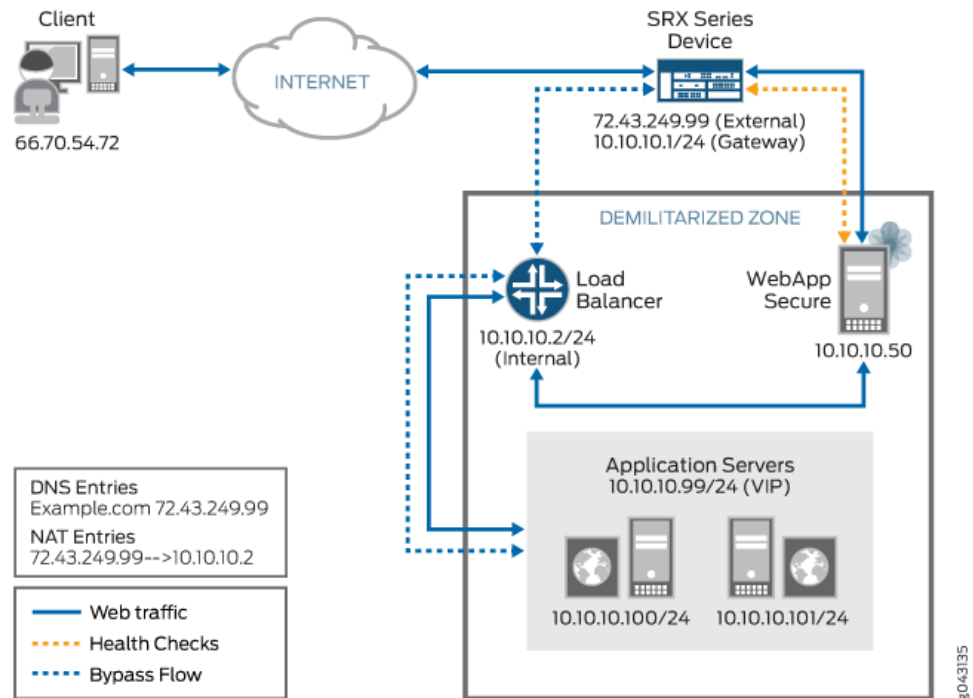 Client
66.70.54.72
INTERNET
SRX Series
Device
72.43.249.99 (External)
10.10.10.1/24 (Gateway)
DEMILITARIZED ZONE
Load
Balancer
10.10.10.2/24
(Internal)
WebApp
Secure
10.10.10.50
Application Servers
10.10.10.99/24 (VIP)
10.10.10.100/24
10.10.10.101/24
DNS Entries
Example.com 72.43.249.99
NAT Entries
72.43.249.99-->10.10.10.2
Web traffic
Health Checks
Bypass Flow
g043135